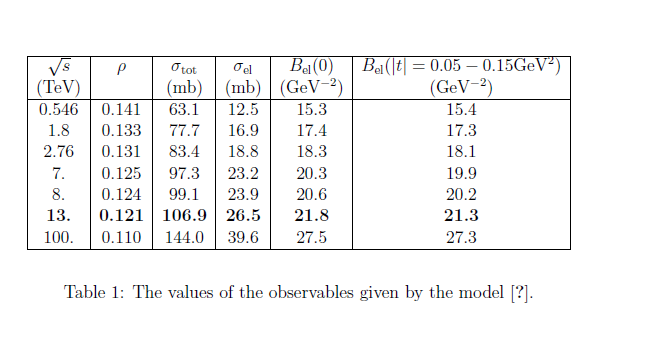 √s ρ σtot σel Bel(0) Bel(|t| = 0.05 − 0.15GeV²)
(TeV) (mb) (mb) (GeV⁻²) (GeV⁻²)
0.546 0.141 63.1 12.5 15.3 15.4
1.8 0.133 77.7 16.9 17.4 17.3
2.76 0.131 83.4 18.8 18.3 18.1
7. 0.125 97.3 23.2 20.3 19.9
8. 0.124 99.1 23.9 20.6 20.2
13. 0.121 106.9 26.5 21.8 21.3
100. 0.110 144.0 39.6 27.5 27.3
Table 1: The values of the observables given by the model [?].